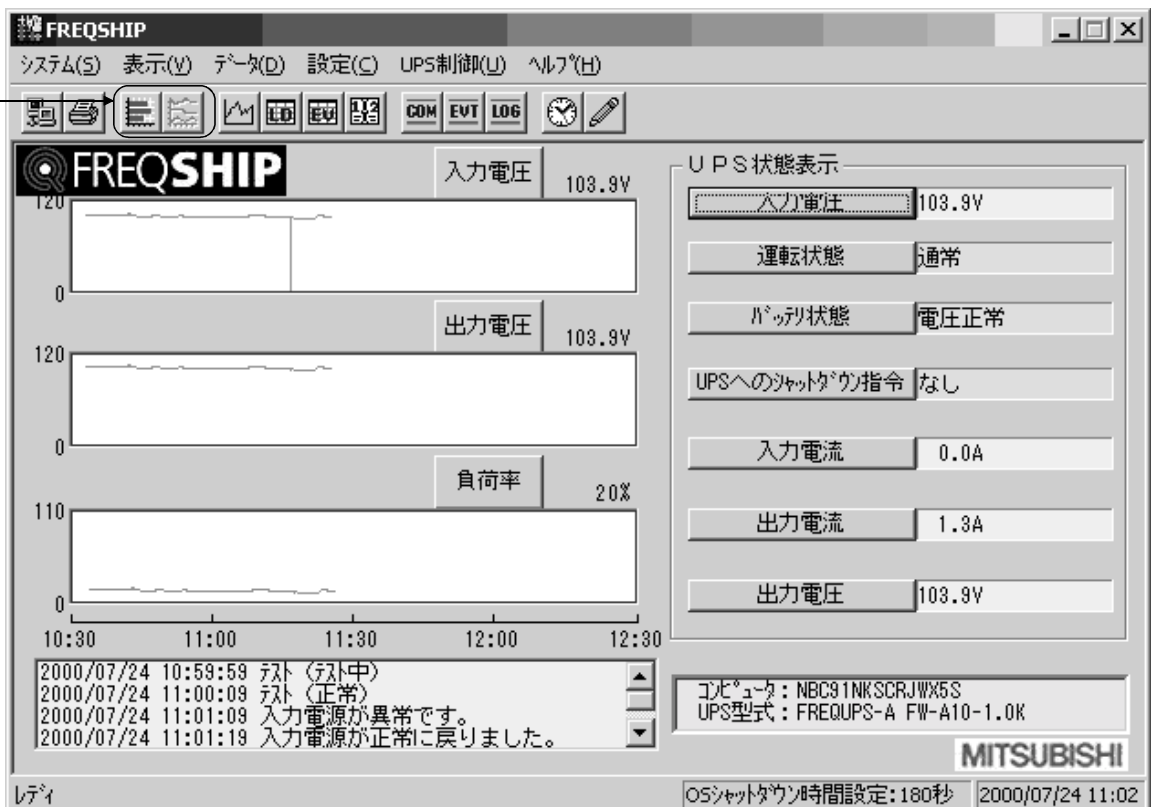 FREQSHIP
システム(S) 表示(V) データ(D) 設定(C) UPS制御(U) ヘルプ(H)
COM EVT LOG
FREQSHIP
入力電圧 103.9V
120
0
出力電圧 103.9V
120
0
負荷率 20%
110
0
10:30 11:00 11:30 12:00 12:30
2000/07/24 10:59:59 テスト (テスト中)
2000/07/24 11:00:09 テスト (正常)
2000/07/24 11:01:09 入力電源が異常です。
2000/07/24 11:01:19 入力電源が正常に戻りました。
UPS状態表示
入力電圧 103.9V
運転状態 通常
バッテリ状態 電圧正常
UPSへのシャットダウン指令 なし
入力電流 0.0A
出力電流 1.3A
出力電圧 103.9V
コンピュータ:NBC91NKSCRJWX5S
UPS型式:FREQUPS-A FW-A10-1.0K
MITSUBISHI
レディ
OSシャットダウン時間設定:180秒 2000/07/24 11:02